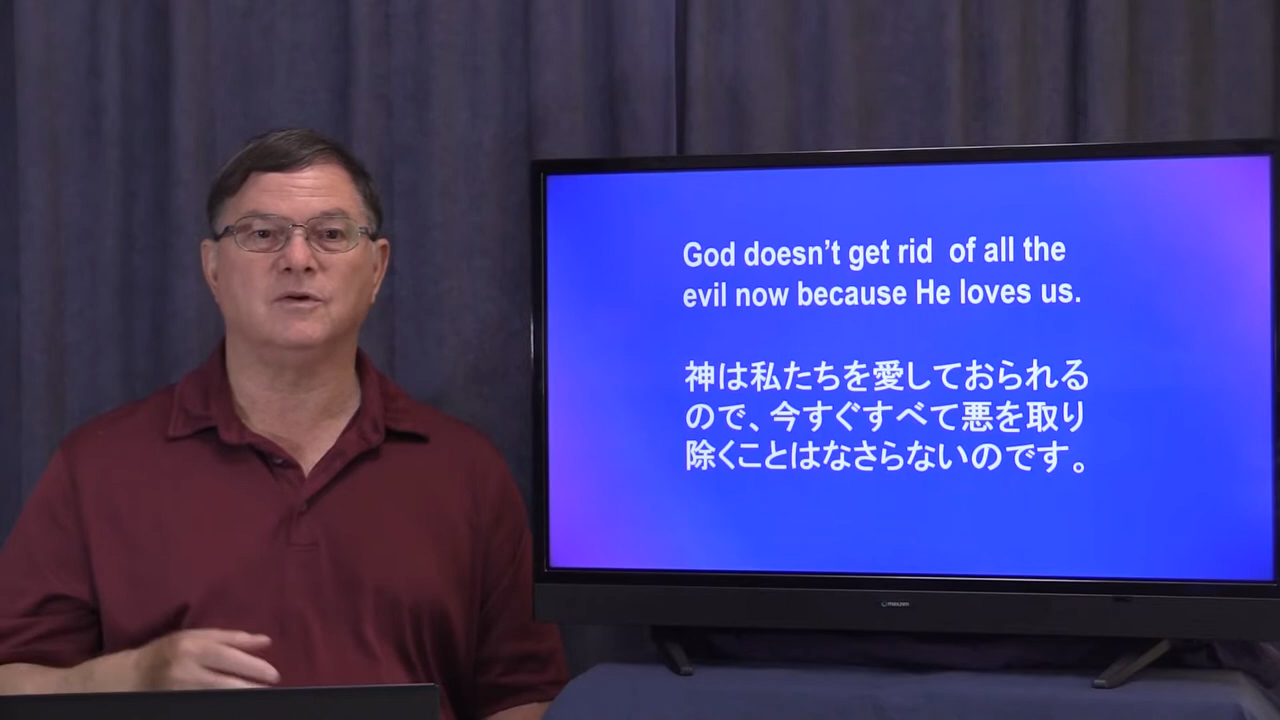 God doesn't get rid  of all the
evil now because He loves us.
神は私たちを愛しておられる
ので、今すぐすべて悪を取り
除くことはなさらないのです。